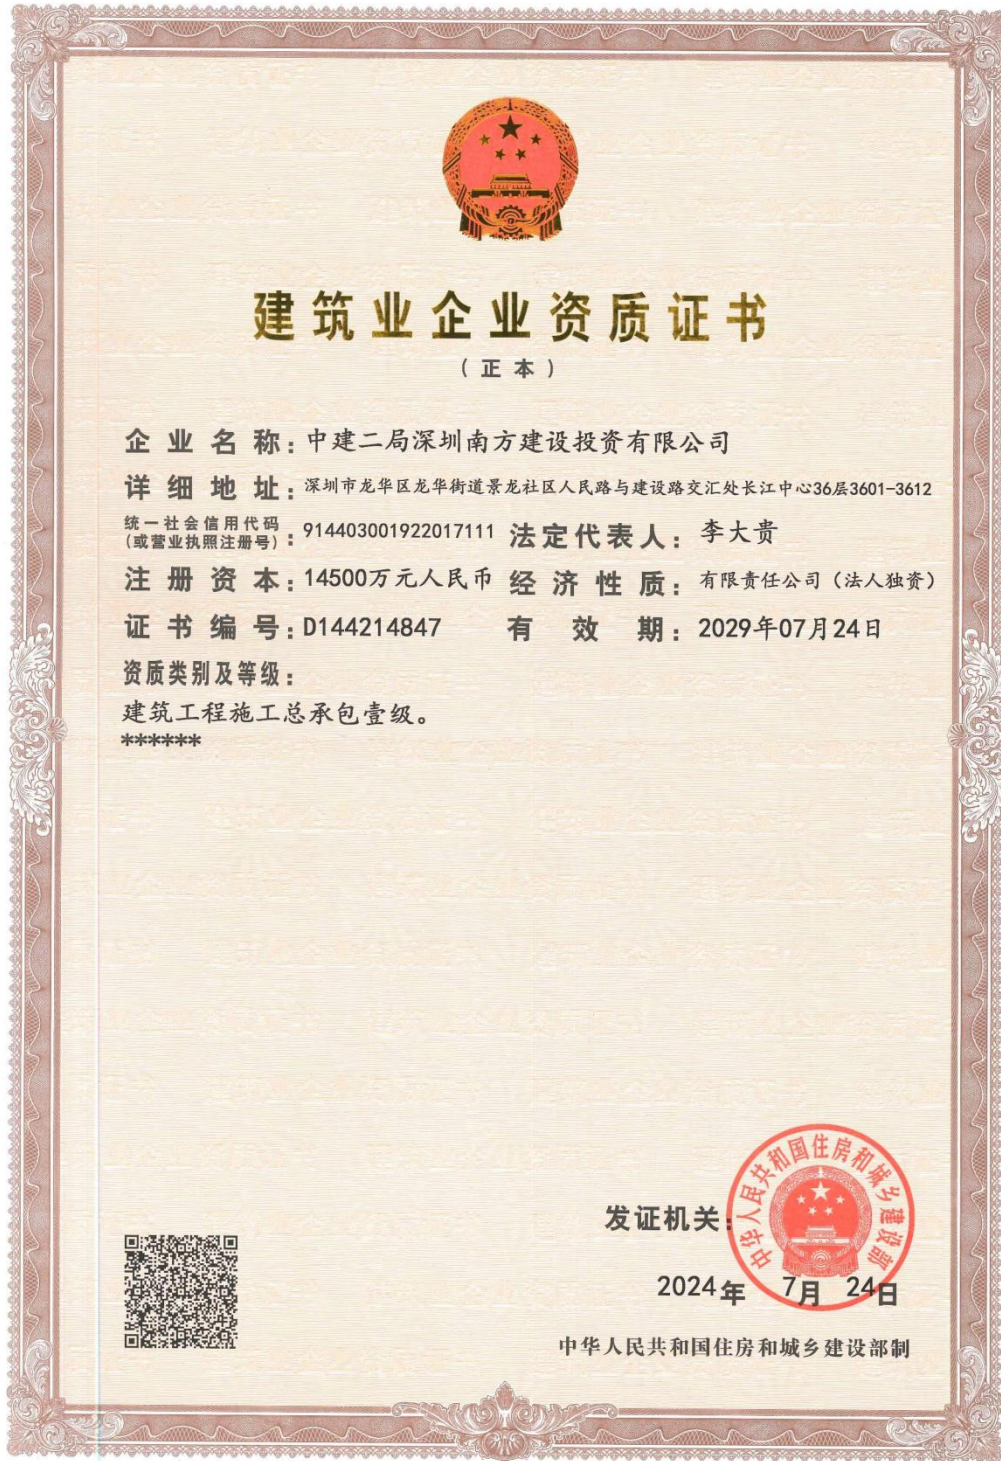 建筑业企业资质证书
(正本)
企业名称：中建二局深圳南方建设投资有限公司
详细地址：深圳市龙华区龙华街道景龙社区人民路与建设路交汇处长江中心36层3601-3612
统一社会信用代码(或营业执照注册号)：914403001922017111 法定代表人：李大贵
注册资本：14500万元人民币 经济性质：有限责任公司（法人独资）
证书编号：D144214847 有效期：2029年07月24日
资质类别及等级：
建筑工程施工总承包壹级。
******
发证机关：
中华人民共和国住房和城乡建设部
2024年 7月 24日
中华人民共和国住房和城乡建设部制